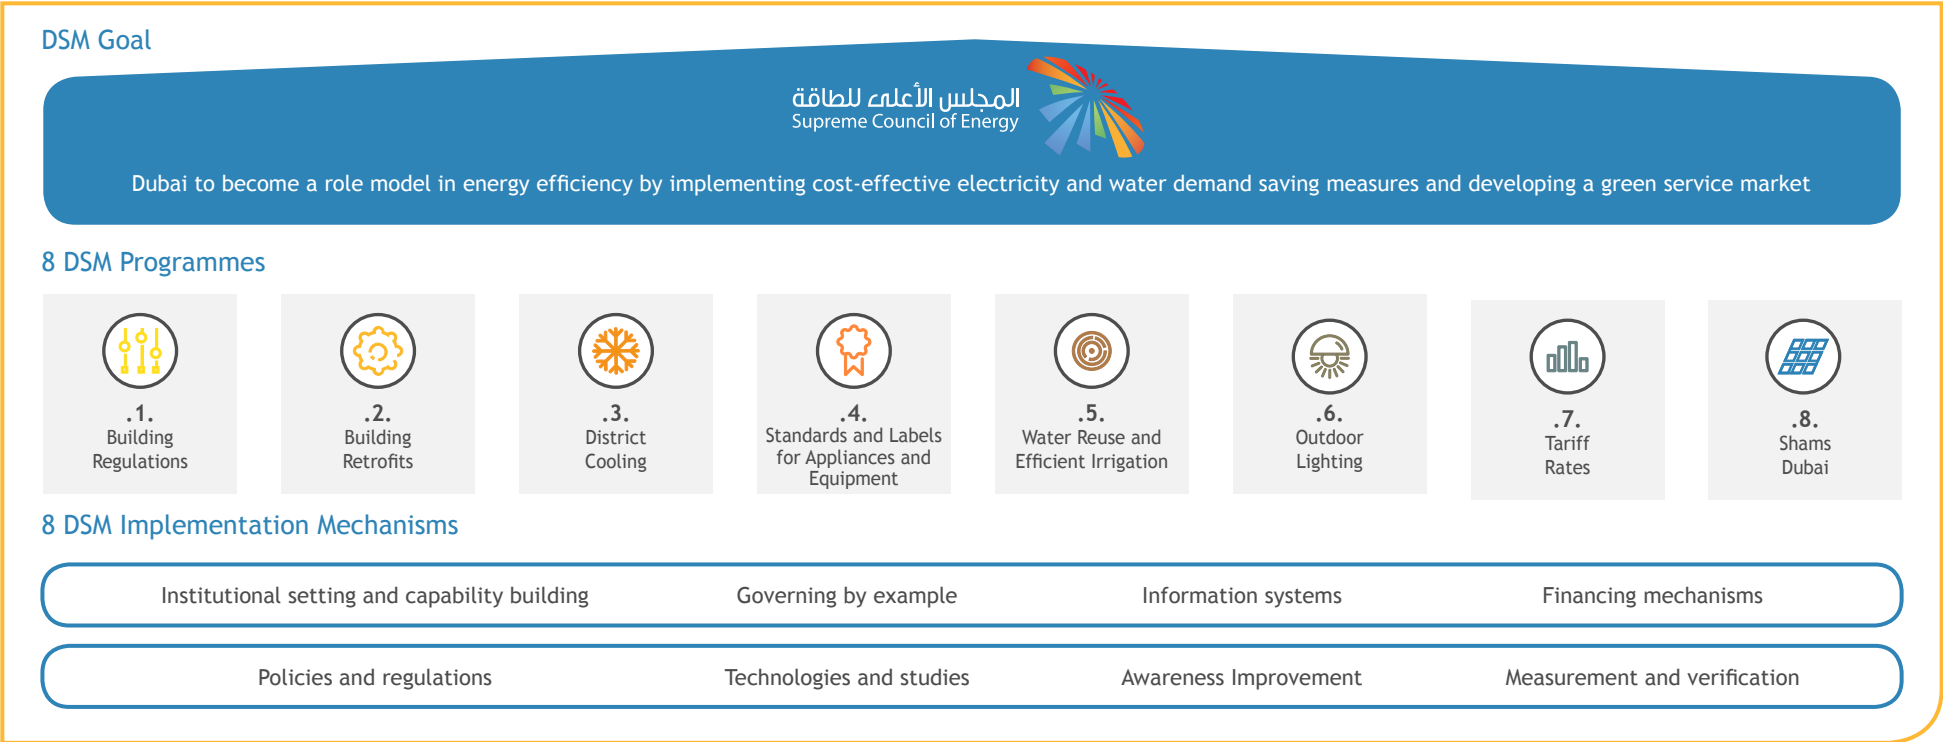 DSM Goal
المجلس الأعلى للطاقة
Supreme Council of Energy
Dubai to become a role model in energy efficiency by implementing cost-effective electricity and water demand saving measures and developing a green service market
8 DSM Programmes
.1.
Building
Regulations
.2.
Building
Retrofits
.3.
District
Cooling
.4.
Standards and Labels
for Appliances and
Equipment
.5.
Water Reuse and
Efficient Irrigation
.6.
Outdoor
Lighting
.7.
Tariff
Rates
.8.
Shams
Dubai
8 DSM Implementation Mechanisms
Institutional setting and capability building
Governing by example
Information systems
Financing mechanisms
Policies and regulations
Technologies and studies
Awareness Improvement
Measurement and verification